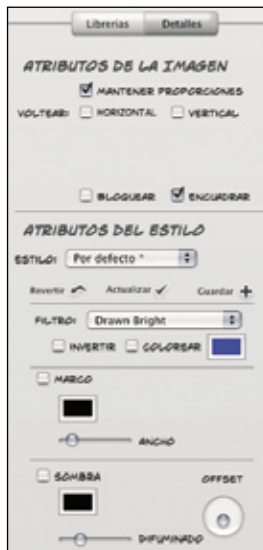 Librerias Detalles
ATRIBUTOS DE LA IMAGEN
MANTENER PROPORCIONES
VOLTEAR: HORIZONTAL VERTICAL
BLOQUEAR ENCUADRAR
ATRIBUTOS DEL ESTILO
ESTILO: Por defecto *
Revertir Actualizar Guardar
FILTRO: Drawn Bright
INVERTIR COLOREAR
MARCO
ANCHO
SOMBRA OFFSET
DIFUMINADO